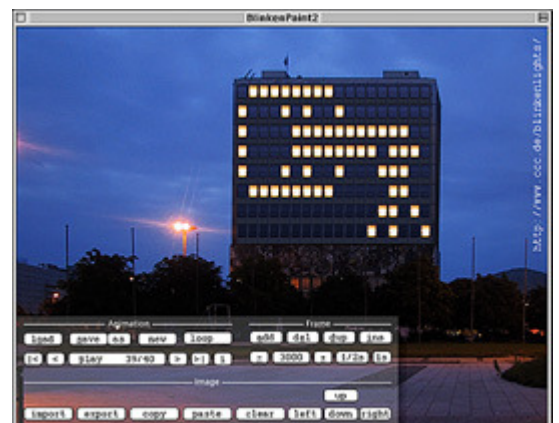 BlinkenPaint2
http://www.ccc.de/blinkenlights/
Animation
Frame
load save as new loop
add del dup ins
|< < play 39/40 > >| 1
- 3000 + 1/2s 1s
Image
up
import export copy paste clear left down right